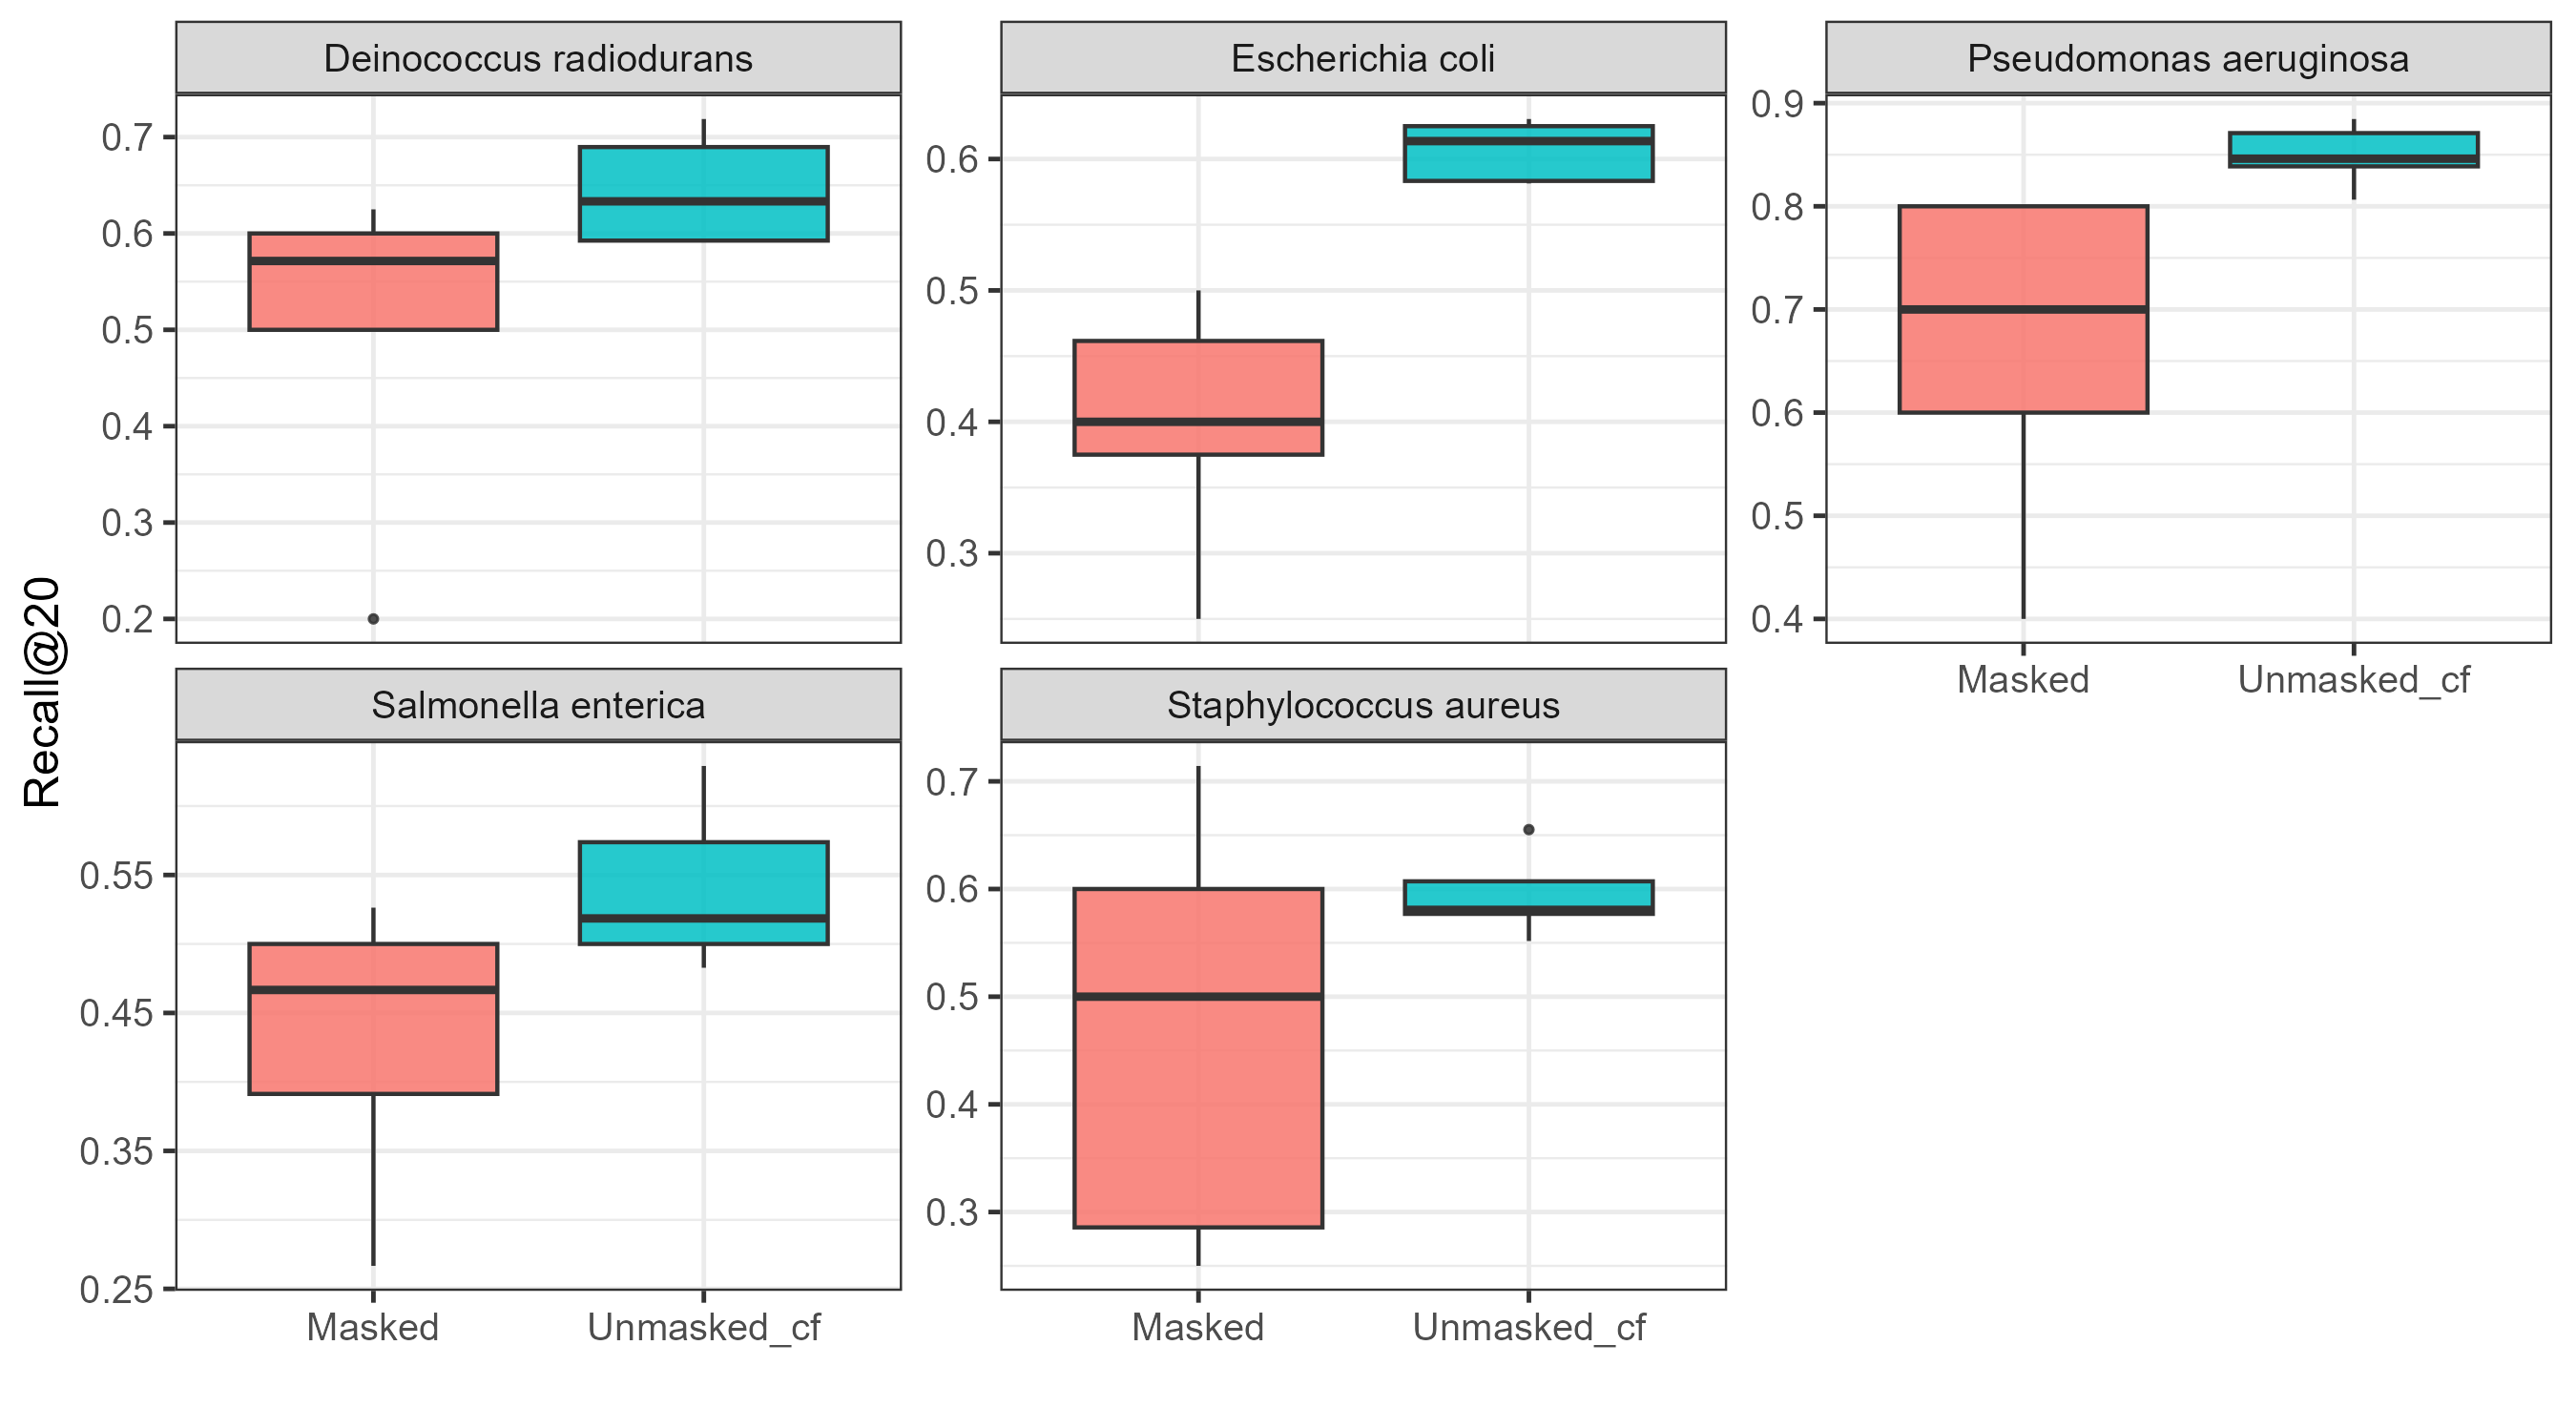 Recall@20
Deinococcus radiodurans
0.7
0.6
0.5
0.4
0.3
0.2
Escherichia coli
0.6
0.5
0.4
0.3
Pseudomonas aeruginosa
0.9
0.8
0.7
0.6
0.5
0.4
Masked Unmasked_cf
Salmonella enterica
0.55
0.45
0.35
0.25
Masked Unmasked_cf
Staphylococcus aureus
0.7
0.6
0.5
0.4
0.3
Masked Unmasked_cf